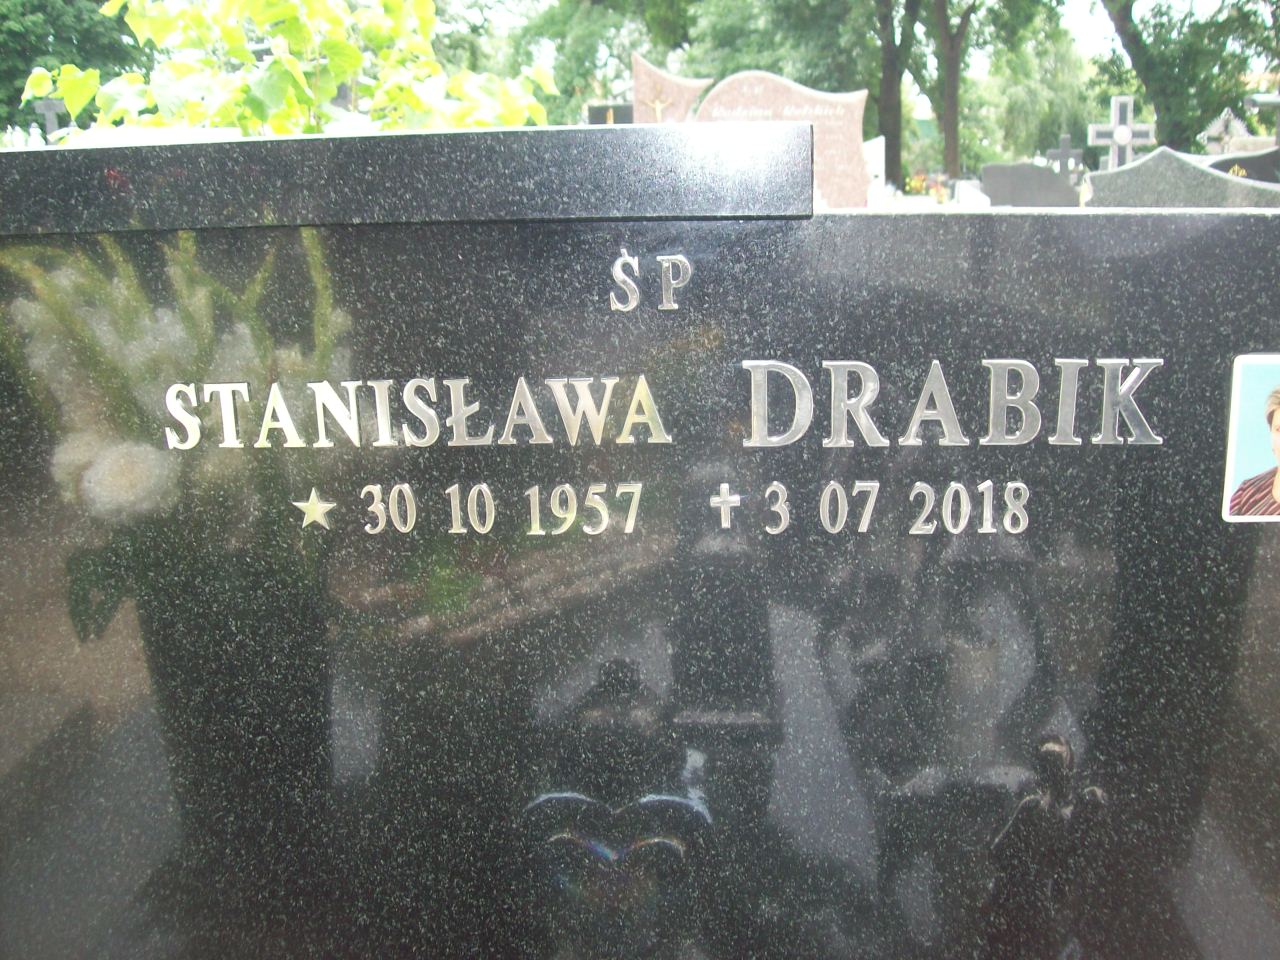 ŚP
STANISŁAWA DRABIK
★ 30 10 1957 ✝ 3 07 2018